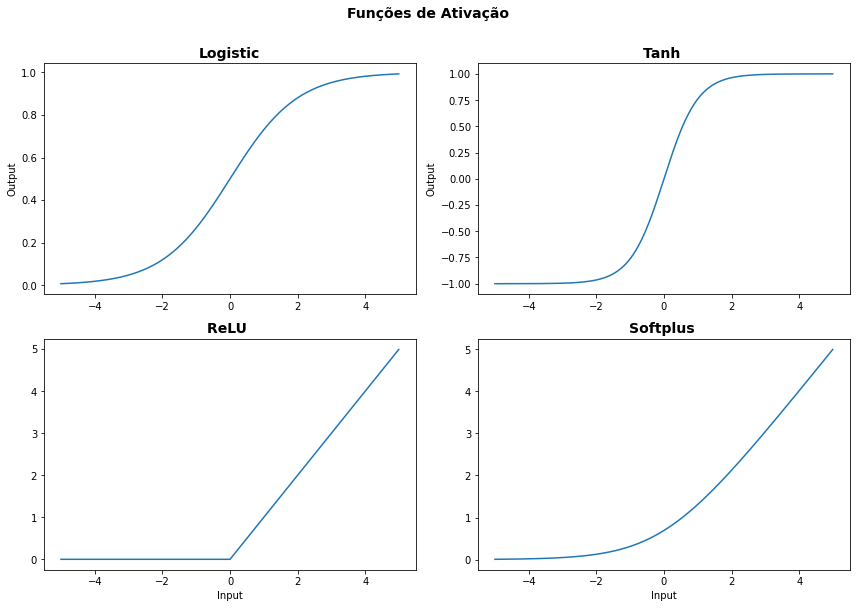 Funções de Ativação
Logistic
Output
1.0
0.8
0.6
0.4
0.2
0.0
−4 −2 0 2 4
Tanh
Output
1.00
0.75
0.50
0.25
0.00
−0.25
−0.50
−0.75
−1.00
−4 −2 0 2 4
ReLU
5
4
3
2
1
0
−4 −2 0 2 4
Input
Softplus
5
4
3
2
1
0
−4 −2 0 2 4
Input